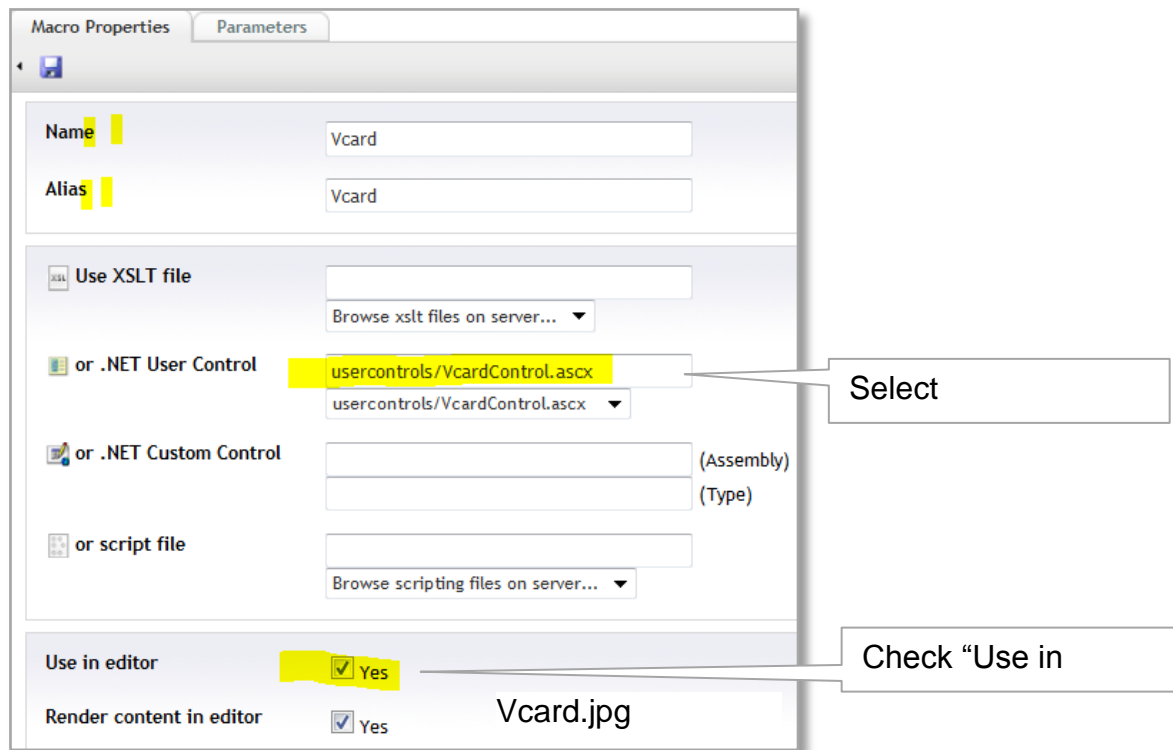 Macro Properties Parameters
Name Vcard
Alias Vcard
XSL Use XSLT file
Browse xslt files on server...
or .NET User Control usercontrols/VcardControl.ascx
usercontrols/VcardControl.ascx
Select
or .NET Custom Control (Assembly)
(Type)
or script file
Browse scripting files on server...
Use in editor Yes
Check “Use in
Render content in editor Yes
Vcard.jpg